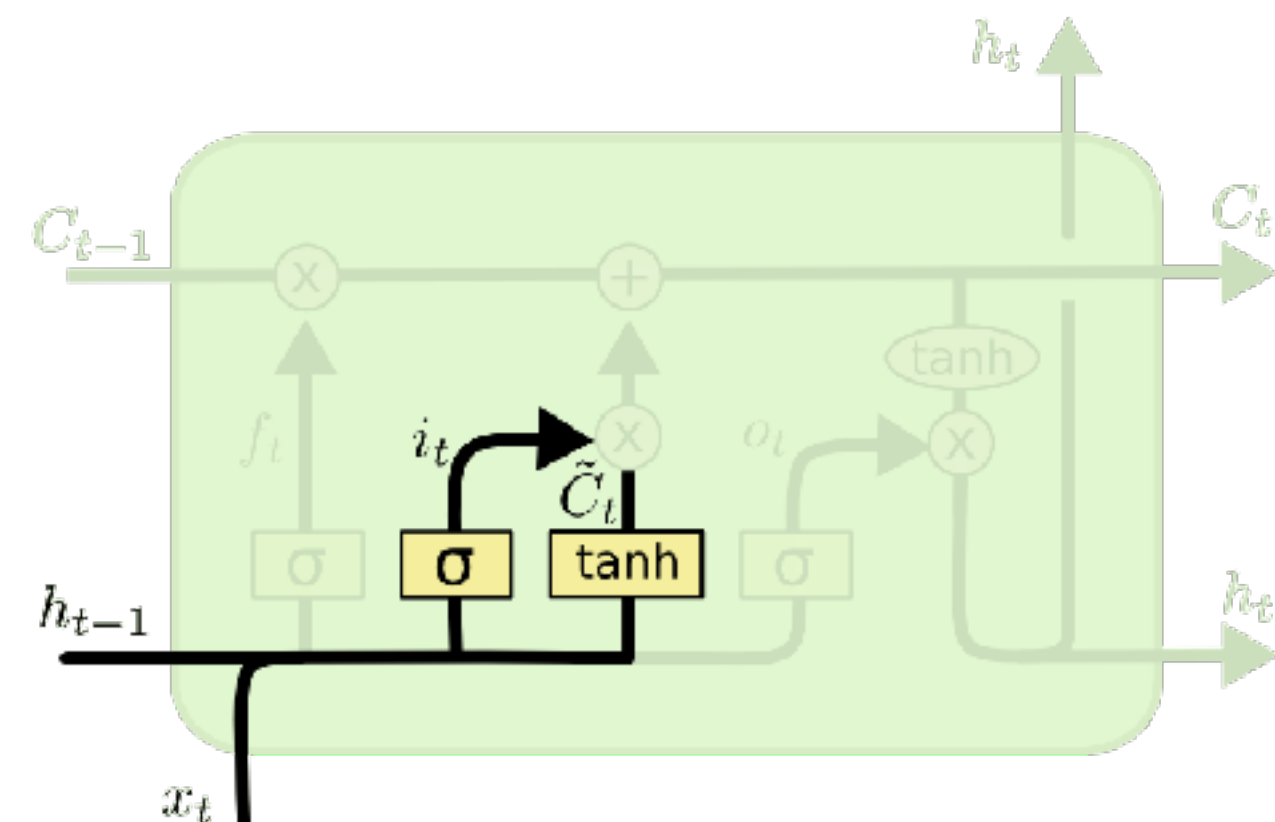 h_t
C_{t-1}
C_t
x
+
tanh
f_t
i_t
x
o_t
x
C̃_t
σ
σ
tanh
σ
h_{t-1}
h_t
x_t